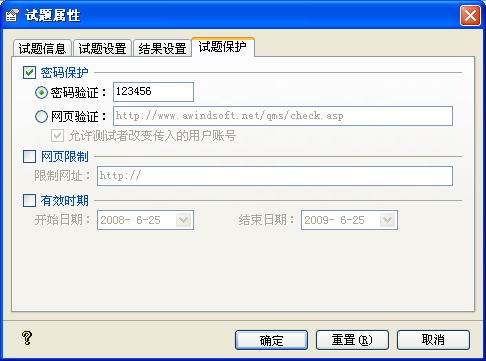 试题属性
试题信息 试题设置 结果设置 试题保护
密码保护
密码验证： 123456
网页验证： http://www.awindsoft.net/qms/check.asp
允许测试者改变传入的用户账号
网页限制
限制网址： http://
有效时期
开始日期： 2008- 6-25 结束日期： 2009- 6-25
? 确定 重置(R) 取消